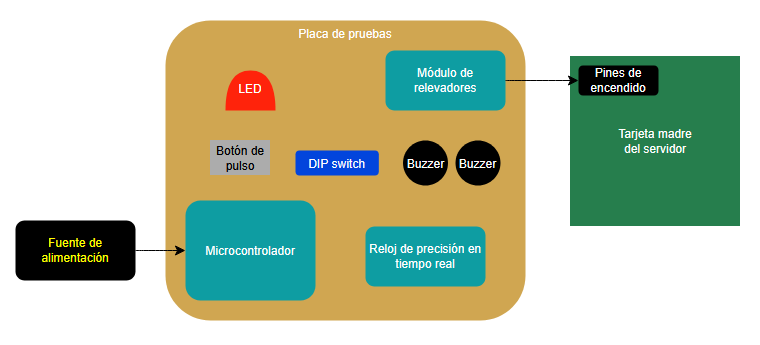 Placa de pruebas
LED
Módulo de
relevadores
Pines de
encendido
Tarjeta madre
del servidor
Botón de
pulso
DIP switch
Buzzer
Buzzer
Fuente de
alimentación
Microcontrolador
Reloj de precisión en
tiempo real